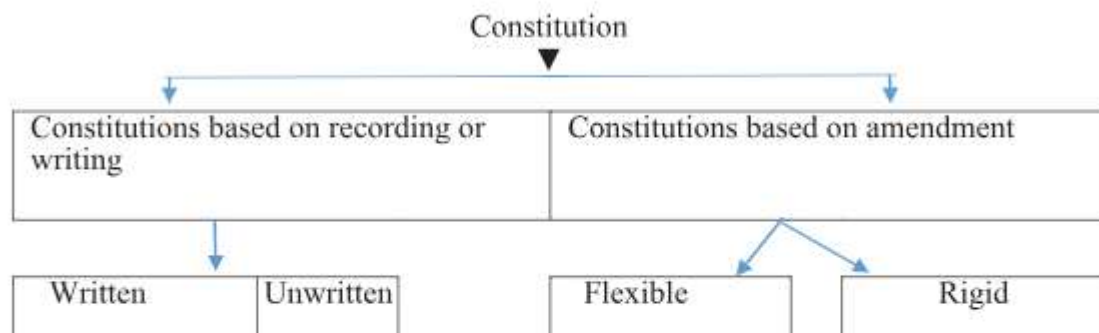 Constitution
Constitutions based on recording or
writing
Constitutions based on amendment
Written
Unwritten
Flexible
Rigid